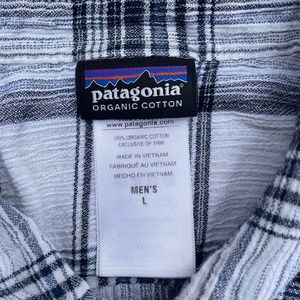 patagonia
ORGANIC COTTON
www.patagonia.com
100% ORGANIC COTTON
EXCLUSIVE OF TRIM
MADE IN VIETNAM
FABRIQUÉ AU VIETNAM
HECHO EN VIETNAM
MEN'S
L